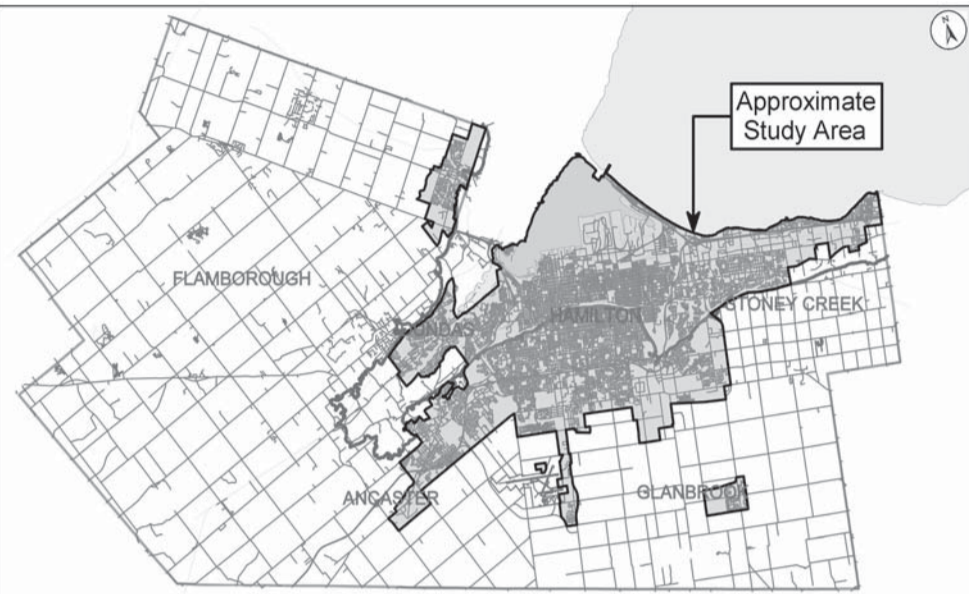 N
Approximate
Study Area
FLAMBOROUGH
DUNDAS
HAMILTON
STONEY CREEK
ANCASTER
GLANBROOK